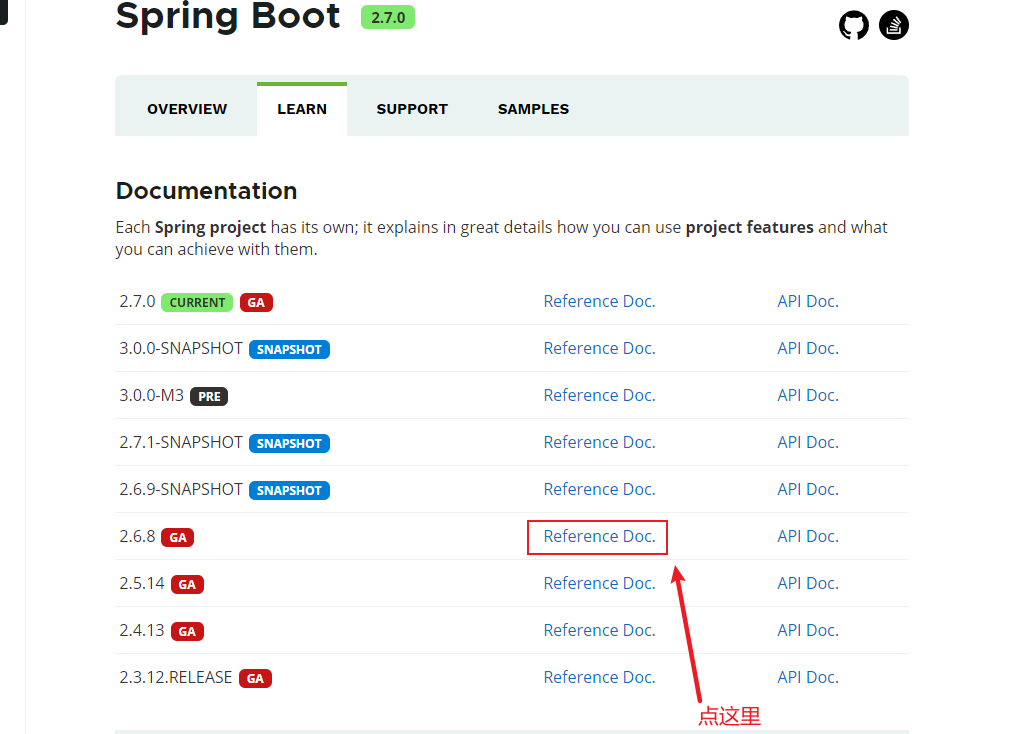 Spring Boot 2.7.0
OVERVIEW LEARN SUPPORT SAMPLES
Documentation
Each Spring project has its own; it explains in great details how you can use project features and what
you can achieve with them.
2.7.0 CURRENT GA Reference Doc. API Doc.
3.0.0-SNAPSHOT SNAPSHOT Reference Doc. API Doc.
3.0.0-M3 PRE Reference Doc. API Doc.
2.7.1-SNAPSHOT SNAPSHOT Reference Doc. API Doc.
2.6.9-SNAPSHOT SNAPSHOT Reference Doc. API Doc.
2.6.8 GA Reference Doc. API Doc.
2.5.14 GA Reference Doc. API Doc.
2.4.13 GA Reference Doc. API Doc.
2.3.12.RELEASE GA Reference Doc. API Doc.
点这里